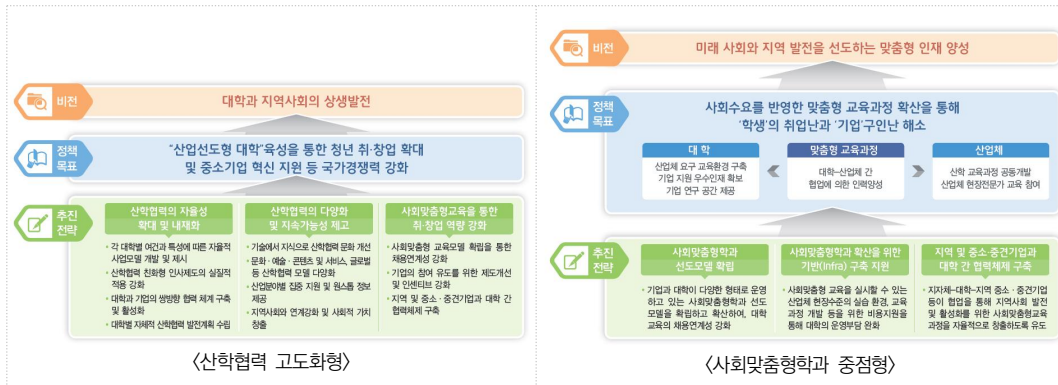 비전
대학과 지역사회의 상생발전
정책
목표
"산업선도형 대학"육성을 통한 청년 취·창업 확대
및 중소기업 혁신 지원 등 국가경쟁력 강화
추진
전략
산학협력의 자율성
확대 및 내재화
• 각 대학별 여건과 특성에 따른 자율적
사업모델 개발 및 제시
• 산학협력 친화형 인사제도의 실질적
적용 강화
• 대학과 기업의 쌍방향 협력 체계 구축
및 활성화
• 대학별 자체적 산학협력 발전계획 수립
산학협력의 다양화
및 지속가능성 제고
• 기술에서 지식으로 산학협력 문화 개선
• 문화·예술·콘텐츠 및 서비스, 글로벌
등 산학협력 모델 다양화
• 산업분야별 집중 지원 및 원스톱 정보
제공
• 지역사회와 연계강화 및 사회적 가치
창출
사회맞춤형교육을 통한
취·창업 역량 강화
• 사회맞춤형 교육모델 확립을 통한
채용연계성 강화
• 기업의 참여 유도를 위한 제도개선
및 인센티브 강화
• 지역 및 중소·중견기업과 대학 간
협력체제 구축
<산학협력 고도화형>
비전
미래 사회와 지역 발전을 선도하는 맞춤형 인재 양성
정책
목표
사회수요를 반영한 맞춤형 교육과정 확산을 통해
'학생'의 취업난과 '기업'구인난 해소
대 학
산업체 요구 교육환경 구축
기업 지원 우수인재 확보
기업 연구 공간 제공
맞춤형 교육과정
대학-산업체 간
협업에 의한 인력양성
산업체
산학 교육과정 공동개발
산업체 현장전문가 교육 참여
추진
전략
사회맞춤형학과
선도모델 확립
• 기업과 대학이 다양한 형태로 운영
하고 있는 사회맞춤형학과 선도
모델을 확립하고 확산하여, 대학
교육의 채용연계성 강화
사회맞춤형학과 확산을 위한
기반(Infra) 구축 지원
• 사회맞춤형 교육을 실시할 수 있는
산업체 현장수준의 실습 환경, 교육
과정 개발 등을 위한 비용지원을
통해 대학의 운영부담 완화
지역 및 중소·중견기업과
대학 간 협력체제 구축
• 지자체-대학-지역 중소·중견기업
등이 협업을 통해 지역사회 발전
및 활성화를 위한 사회맞춤형교육
과정을 자율적으로 창출하도록 유도
<사회맞춤형학과 중점형>